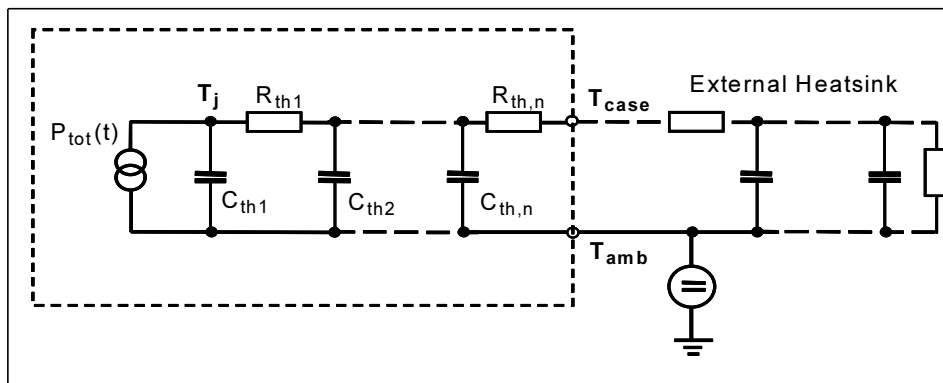 External Heatsink
T_j
R_th1
R_th,n
T_case
P_tot(t)
C_th1
C_th2
C_th,n
T_amb